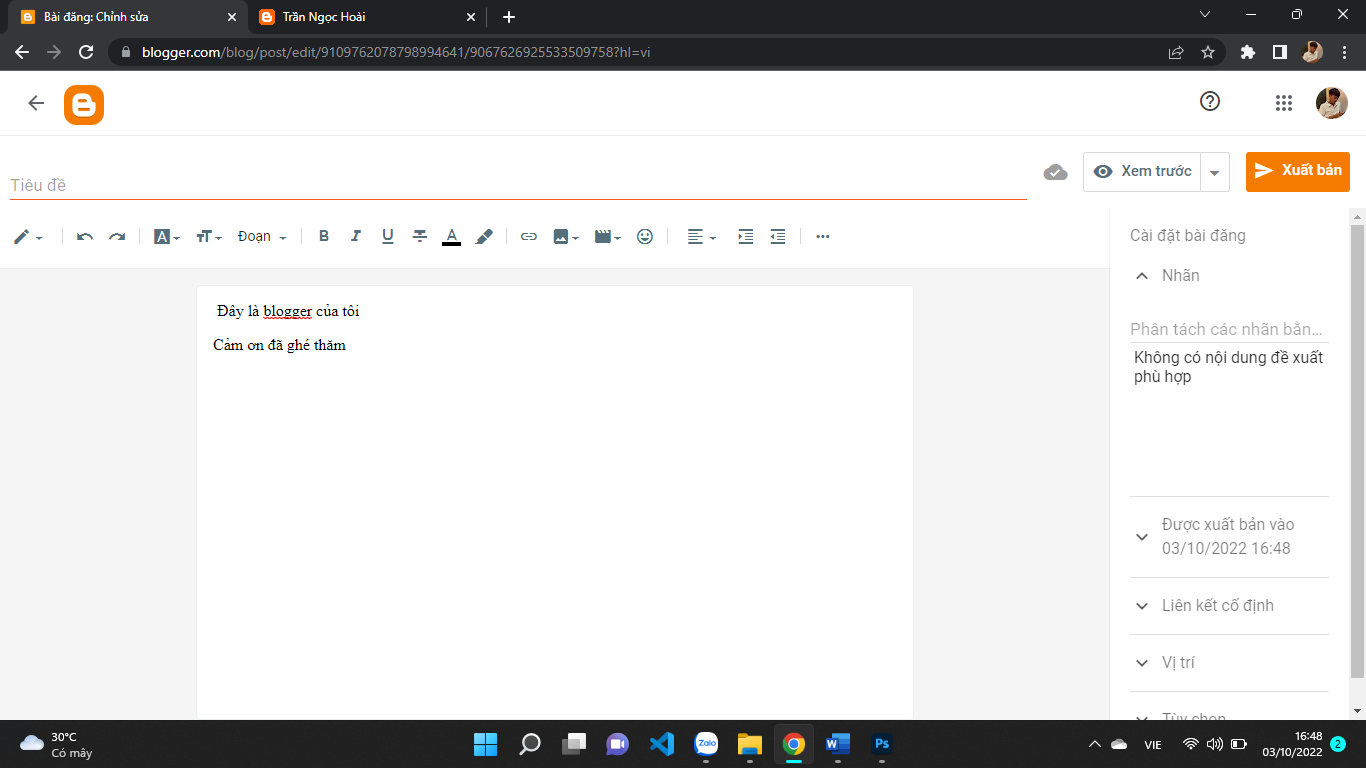 Bài đăng: Chỉnh sửa
Trần Ngọc Hoài
blogger.com/blog/post/edit/9109762078798994641/9067626925533509758?hl=vi
Tiêu đề
Xem trước
Xuất bản
Đoạn
B I U A
Cài đặt bài đăng
Nhãn
Phân tách các nhãn bằn...
Không có nội dung đề xuất
phù hợp
Đây là blogger của tôi
Cảm ơn đã ghé thăm
Được xuất bản vào
03/10/2022 16:48
Liên kết cố định
Vị trí
Tùy chọn
30°C
Có mây
Zalo
W
Ps
VIE
16:48
03/10/2022
2